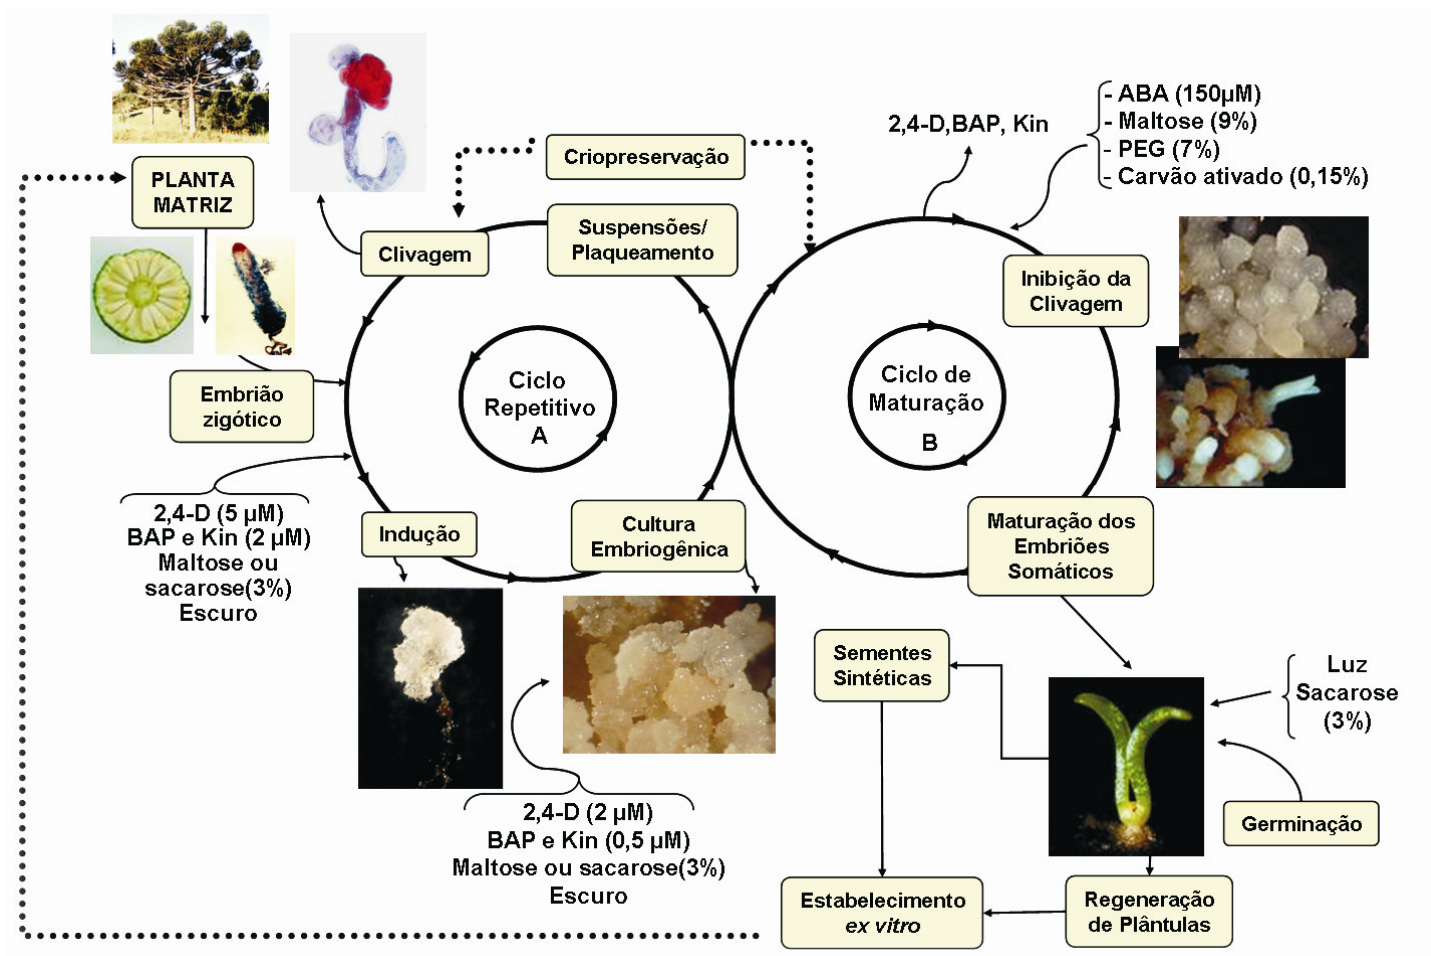 PLANTA
MATRIZ
Embrião
zigótico
2,4-D (5 µM)
BAP e Kin (2 µM)
Maltose ou
sacarose(3%)
Escuro
Clivagem
Criopreservação
Suspensões/
Plaqueamento
Ciclo
Repetitivo
A
Indução
Cultura
Embriogênica
2,4-D (2 µM)
BAP e Kin (0,5 µM)
Maltose ou sacarose(3%)
Escuro
2,4-D,BAP, Kin
- ABA (150µM)
- Maltose (9%)
- PEG (7%)
- Carvão ativado (0,15%)
Inibição da
Clivagem
Ciclo de
Maturação
B
Maturação dos
Embriões
Somáticos
Sementes
Sintéticas
Luz
Sacarose
(3%)
Germinação
Regeneração
de Plântulas
Estabelecimento
ex vitro